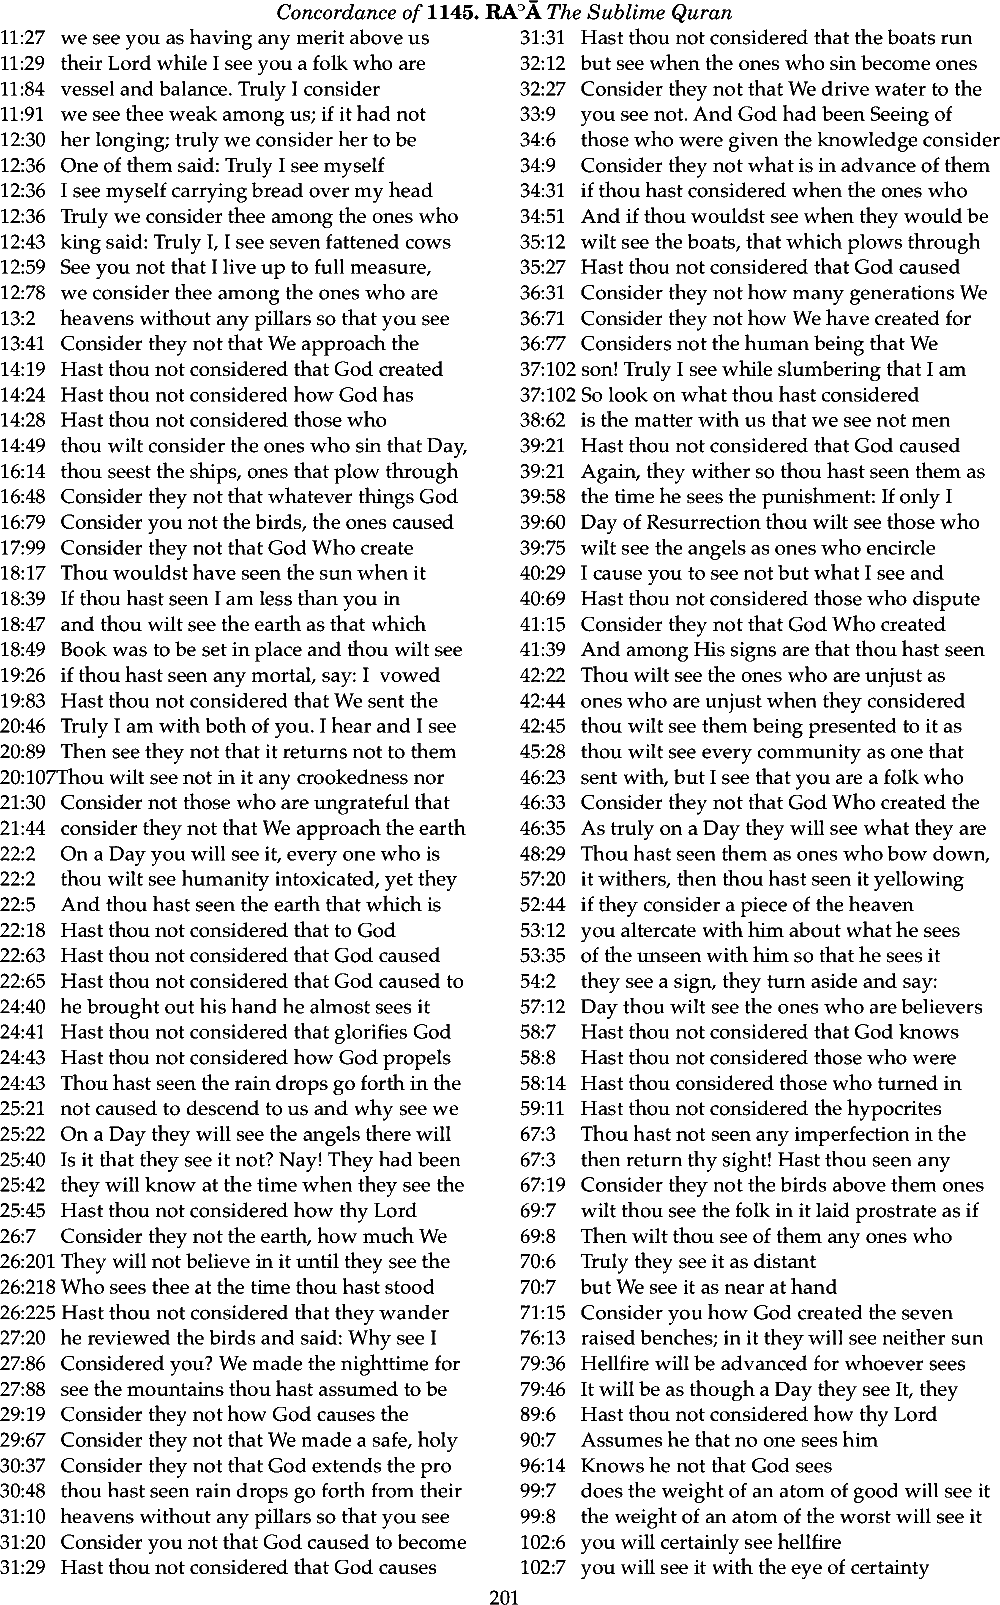 Concordance of 1145. RAʾĀ The Sublime Quran
11:27 we see you as having any merit above us
11:29 their Lord while I see you a folk who are
11:84 vessel and balance. Truly I consider
11:91 we see thee weak among us; if it had not
12:30 her longing; truly we consider her to be
12:36 One of them said: Truly I see myself
12:36 I see myself carrying bread over my head
12:36 Truly we consider thee among the ones who
12:43 king said: Truly I, I see seven fattened cows
12:59 See you not that I live up to full measure,
12:78 we consider thee among the ones who are
13:2 heavens without any pillars so that you see
13:41 Consider they not that We approach the
14:19 Hast thou not considered that God created
14:24 Hast thou not considered how God has
14:28 Hast thou not considered those who
14:49 thou wilt consider the ones who sin that Day,
16:14 thou seest the ships, ones that plow through
16:48 Consider they not that whatever things God
16:79 Consider you not the birds, the ones caused
17:99 Consider they not that God Who create
18:17 Thou wouldst have seen the sun when it
18:39 If thou hast seen I am less than you in
18:47 and thou wilt see the earth as that which
18:49 Book was to be set in place and thou wilt see
19:26 if thou hast seen any mortal, say: I vowed
19:83 Hast thou not considered that We sent the
20:46 Truly I am with both of you. I hear and I see
20:89 Then see they not that it returns not to them
20:107Thou wilt see not in it any crookedness nor
21:30 Consider not those who are ungrateful that
21:44 consider they not that We approach the earth
22:2 On a Day you will see it, every one who is
22:2 thou wilt see humanity intoxicated, yet they
22:5 And thou hast seen the earth that which is
22:18 Hast thou not considered that to God
22:63 Hast thou not considered that God caused
22:65 Hast thou not considered that God caused to
24:40 he brought out his hand he almost sees it
24:41 Hast thou not considered that glorifies God
24:43 Hast thou not considered how God propels
24:43 Thou hast seen the rain drops go forth in the
25:21 not caused to descend to us and why see we
25:22 On a Day they will see the angels there will
25:40 Is it that they see it not? Nay! They had been
25:42 they will know at the time when they see the
25:45 Hast thou not considered how thy Lord
26:7 Consider they not the earth, how much We
26:201 They will not believe in it until they see the
26:218 Who sees thee at the time thou hast stood
26:225 Hast thou not considered that they wander
27:20 he reviewed the birds and said: Why see I
27:86 Considered you? We made the nighttime for
27:88 see the mountains thou hast assumed to be
29:19 Consider they not how God causes the
29:67 Consider they not that We made a safe, holy
30:37 Consider they not that God extends the pro
30:48 thou hast seen rain drops go forth from their
31:10 heavens without any pillars so that you see
31:20 Consider you not that God caused to become
31:29 Hast thou not considered that God causes
31:31 Hast thou not considered that the boats run
32:12 but see when the ones who sin become ones
32:27 Consider they not that We drive water to the
33:9 you see not. And God had been Seeing of
34:6 those who were given the knowledge consider
34:9 Consider they not what is in advance of them
34:31 if thou hast considered when the ones who
34:51 And if thou wouldst see when they would be
35:12 wilt see the boats, that which plows through
35:27 Hast thou not considered that God caused
36:31 Consider they not how many generations We
36:71 Consider they not how We have created for
36:77 Considers not the human being that We
37:102 son! Truly I see while slumbering that I am
37:102 So look on what thou hast considered
38:62 is the matter with us that we see not men
39:21 Hast thou not considered that God caused
39:21 Again, they wither so thou hast seen them as
39:58 the time he sees the punishment: If only I
39:60 Day of Resurrection thou wilt see those who
39:75 wilt see the angels as ones who encircle
40:29 I cause you to see not but what I see and
40:69 Hast thou not considered those who dispute
41:15 Consider they not that God Who created
41:39 And among His signs are that thou hast seen
42:22 Thou wilt see the ones who are unjust as
42:44 ones who are unjust when they considered
42:45 thou wilt see them being presented to it as
45:28 thou wilt see every community as one that
46:23 sent with, but I see that you are a folk who
46:33 Consider they not that God Who created the
46:35 As truly on a Day they will see what they are
48:29 Thou hast seen them as ones who bow down,
57:20 it withers, then thou hast seen it yellowing
52:44 if they consider a piece of the heaven
53:12 you altercate with him about what he sees
53:35 of the unseen with him so that he sees it
54:2 they see a sign, they turn aside and say:
57:12 Day thou wilt see the ones who are believers
58:7 Hast thou not considered that God knows
58:8 Hast thou not considered those who were
58:14 Hast thou considered those who turned in
59:11 Hast thou not considered the hypocrites
67:3 Thou hast not seen any imperfection in the
67:3 then return thy sight! Hast thou seen any
67:19 Consider they not the birds above them ones
69:7 wilt thou see the folk in it laid prostrate as if
69:8 Then wilt thou see of them any ones who
70:6 Truly they see it as distant
70:7 but We see it as near at hand
71:15 Consider you how God created the seven
76:13 raised benches; in it they will see neither sun
79:36 Hellfire will be advanced for whoever sees
79:46 It will be as though a Day they see It, they
89:6 Hast thou not considered how thy Lord
90:7 Assumes he that no one sees him
96:14 Knows he not that God sees
99:7 does the weight of an atom of good will see it
99:8 the weight of an atom of the worst will see it
102:6 you will certainly see hellfire
102:7 you will see it with the eye of certainty
201